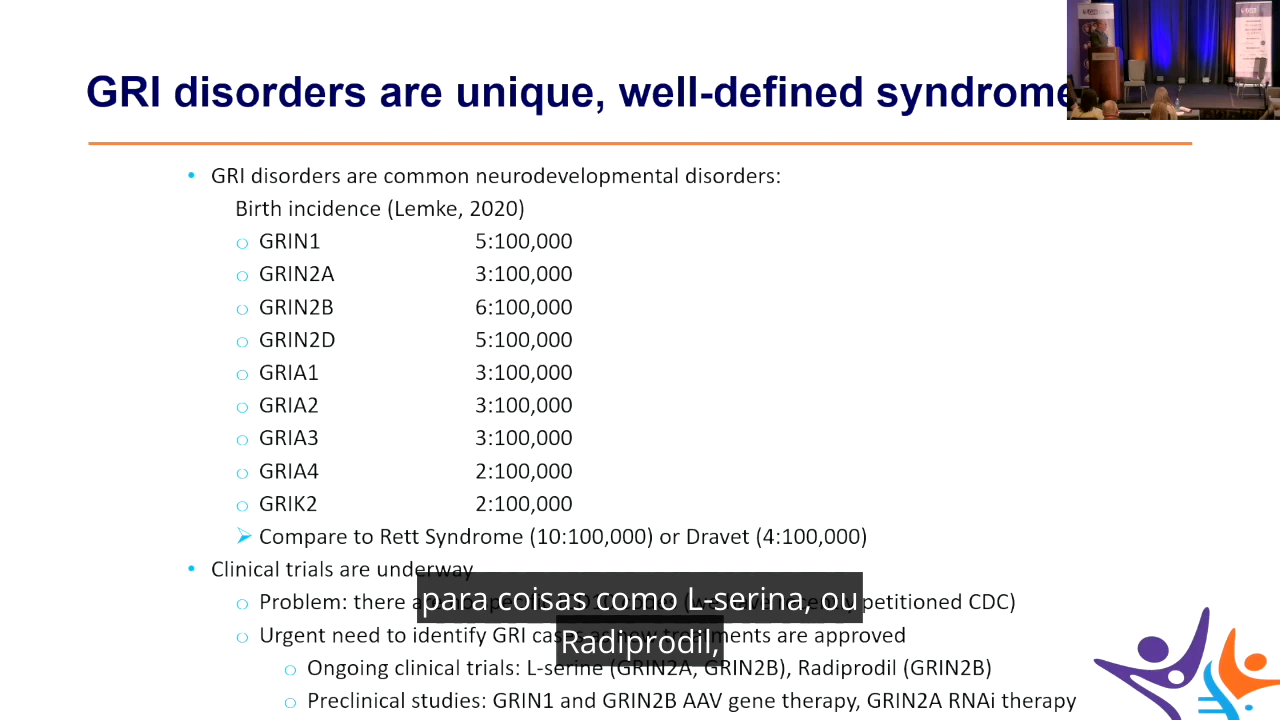 GRI disorders are unique, well-defined syndrome
GRI disorders are common neurodevelopmental disorders:
Birth incidence (Lemke, 2020)
GRIN1 5:100,000
GRIN2A 3:100,000
GRIN2B 6:100,000
GRIN2D 5:100,000
GRIA1 3:100,000
GRIA2 3:100,000
GRIA3 3:100,000
GRIA4 2:100,000
GRIK2 2:100,000
Compare to Rett Syndrome (10:100,000) or Dravet (4:100,000)
Clinical trials are underway
para coisas como L-serina, ou
Radiprodil,
Problem: there petitioned CDC)
Urgent need to identify GRI are approved
Ongoing clinical trials: L-serine (GRIN2A, GRIN2B), Radiprodil (GRIN2B)
Preclinical studies: GRIN1 and GRIN2B AAV gene therapy, GRIN2A RNAi therapy